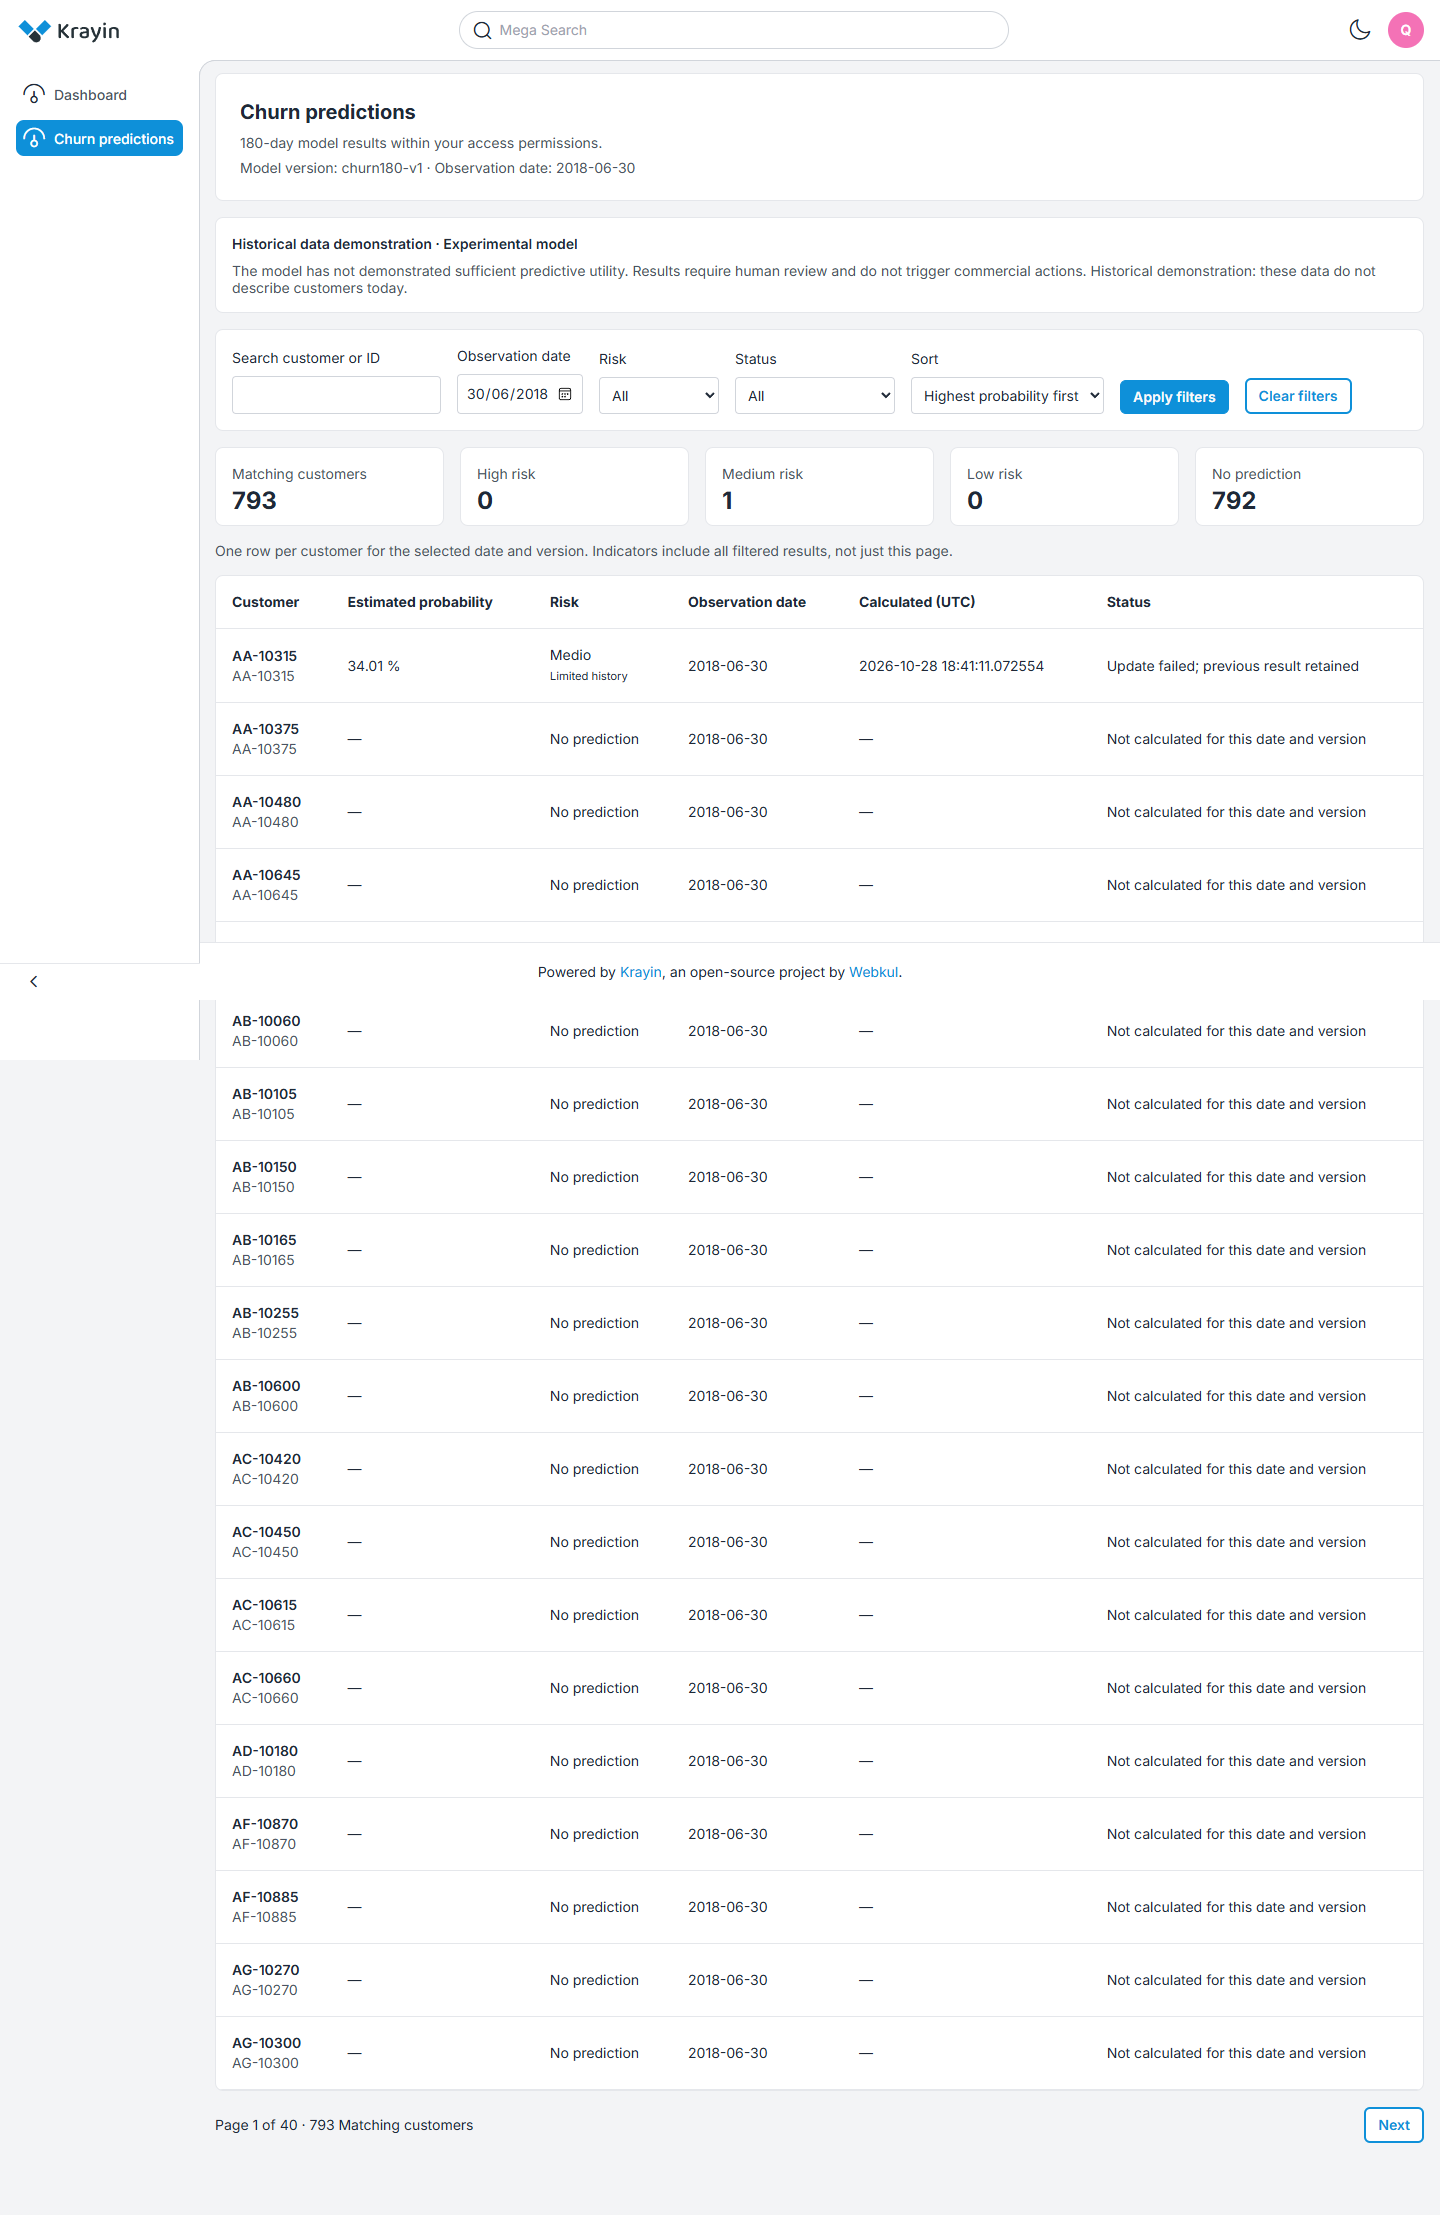 Krayin
Mega Search
Q
Dashboard
Churn predictions
Churn predictions
180-day model results within your access permissions.
Model version: churn180-v1 · Observation date: 2018-06-30
Historical data demonstration · Experimental model
The model has not demonstrated sufficient predictive utility. Results require human review and do not trigger commercial actions. Historical demonstration: these data do not
describe customers today.
Search customer or ID
Observation date
Risk
Status
Sort
30/06/2018
All
All
Highest probability first
Apply filters
Clear filters
Matching customers
793
High risk
0
Medium risk
1
Low risk
0
No prediction
792
One row per customer for the selected date and version. Indicators include all filtered results, not just this page.
Customer Estimated probability Risk Observation date Calculated (UTC) Status
AA-10315
AA-10315
34.01 %
Medio
Limited history
2018-06-30
2026-10-28 18:41:11.072554
Update failed; previous result retained
AA-10375
AA-10375
— No prediction 2018-06-30 — Not calculated for this date and version
AA-10480
AA-10480
— No prediction 2018-06-30 — Not calculated for this date and version
AA-10645
AA-10645
— No prediction 2018-06-30 — Not calculated for this date and version
Powered by Krayin, an open-source project by Webkul.
AB-10060
AB-10060
— No prediction 2018-06-30 — Not calculated for this date and version
AB-10105
AB-10105
— No prediction 2018-06-30 — Not calculated for this date and version
AB-10150
AB-10150
— No prediction 2018-06-30 — Not calculated for this date and version
AB-10165
AB-10165
— No prediction 2018-06-30 — Not calculated for this date and version
AB-10255
AB-10255
— No prediction 2018-06-30 — Not calculated for this date and version
AB-10600
AB-10600
— No prediction 2018-06-30 — Not calculated for this date and version
AC-10420
AC-10420
— No prediction 2018-06-30 — Not calculated for this date and version
AC-10450
AC-10450
— No prediction 2018-06-30 — Not calculated for this date and version
AC-10615
AC-10615
— No prediction 2018-06-30 — Not calculated for this date and version
AC-10660
AC-10660
— No prediction 2018-06-30 — Not calculated for this date and version
AD-10180
AD-10180
— No prediction 2018-06-30 — Not calculated for this date and version
AF-10870
AF-10870
— No prediction 2018-06-30 — Not calculated for this date and version
AF-10885
AF-10885
— No prediction 2018-06-30 — Not calculated for this date and version
AG-10270
AG-10270
— No prediction 2018-06-30 — Not calculated for this date and version
AG-10300
AG-10300
— No prediction 2018-06-30 — Not calculated for this date and version
Page 1 of 40 · 793 Matching customers
Next